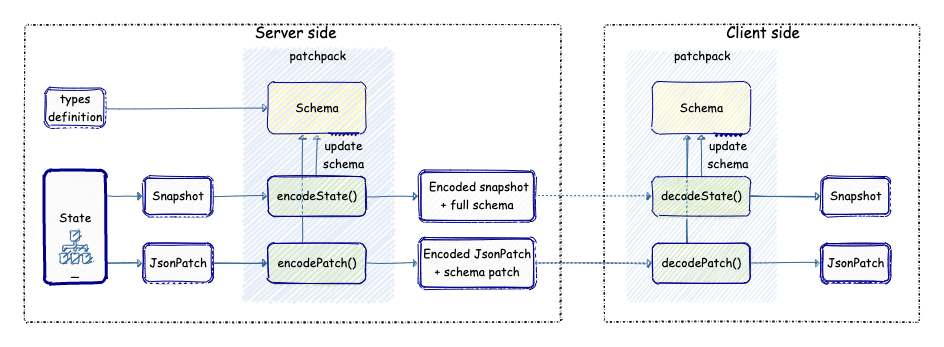 Server side
Client side
patchpack
patchpack
types
definition
Schema
Schema
update
schema
update
schema
State
Snapshot
encodeState()
Encoded snapshot
+ full schema
decodeState()
Snapshot
JsonPatch
encodePatch()
Encoded JsonPatch
+ schema patch
decodePatch()
JsonPatch